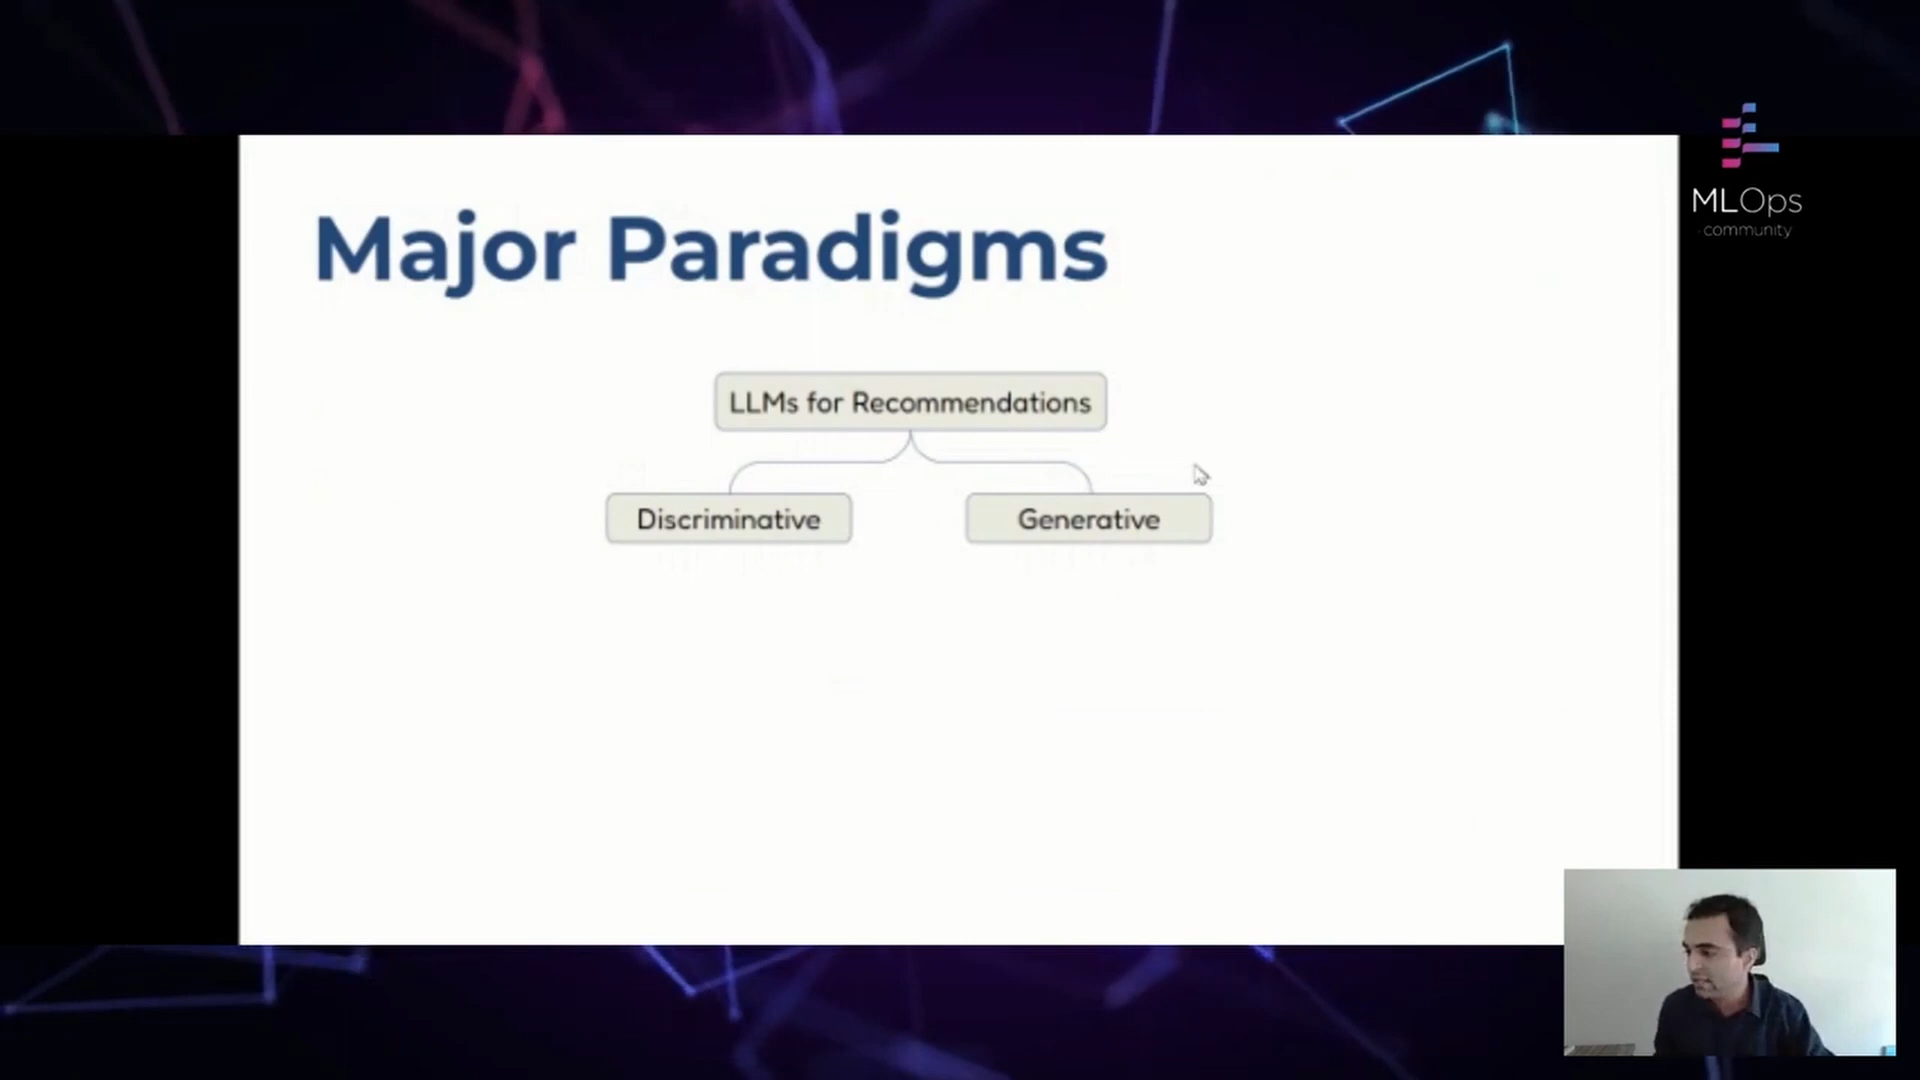 MLOps
community
Major Paradigms
LLMs for Recommendations
Discriminative
Generative